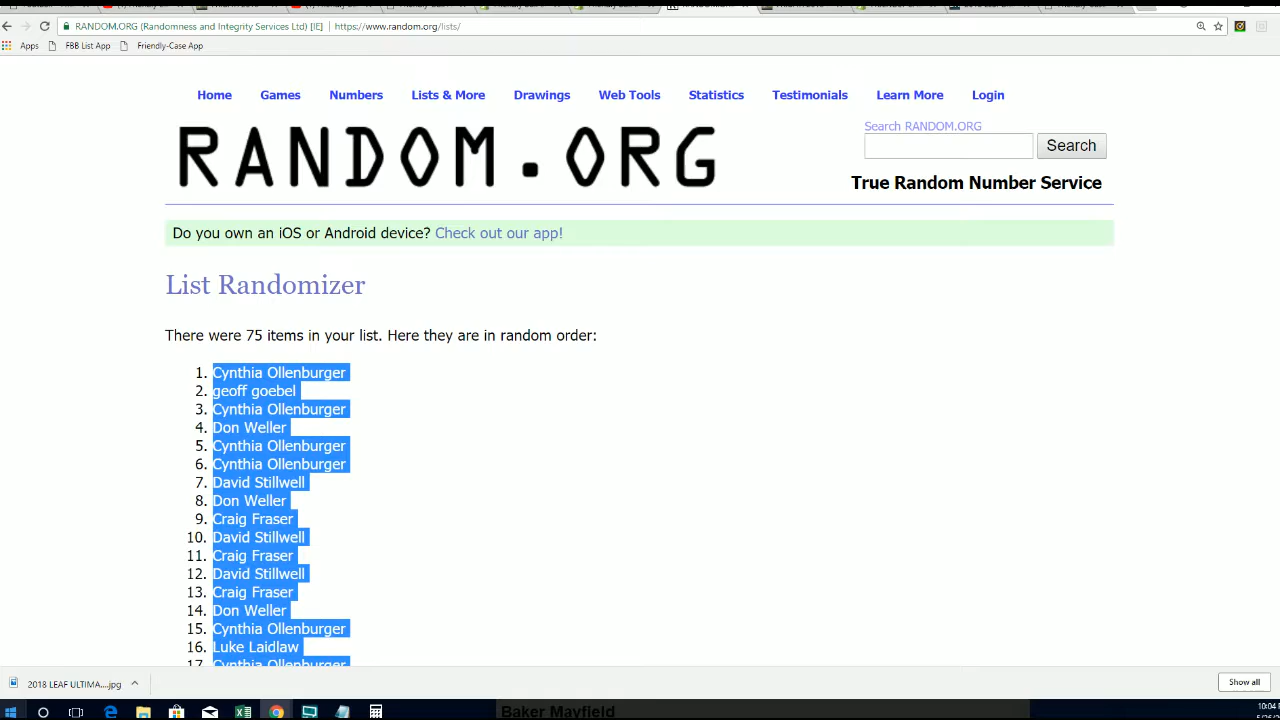 RANDOM.ORG (Randomness and Integrity Services Ltd) [IE] | https://www.random.org/lists/
Apps FBB List App Friendly-Case App
Home Games Numbers Lists & More Drawings Web Tools Statistics Testimonials Learn More Login
RANDOM.ORG
Search RANDOM.ORG
Search
True Random Number Service
Do you own an iOS or Android device? Check out our app!
List Randomizer
There were 75 items in your list. Here they are in random order:
1. Cynthia Ollenburger
2. geoff goebel
3. Cynthia Ollenburger
4. Don Weller
5. Cynthia Ollenburger
6. Cynthia Ollenburger
7. David Stillwell
8. Don Weller
9. Craig Fraser
10. David Stillwell
11. Craig Fraser
12. David Stillwell
13. Craig Fraser
14. Don Weller
15. Cynthia Ollenburger
16. Luke Laidlaw
17. Cynthia Ollenburger
2018 LEAF ULTIMA....jpg
Show all
10:04
Baker Mayfield